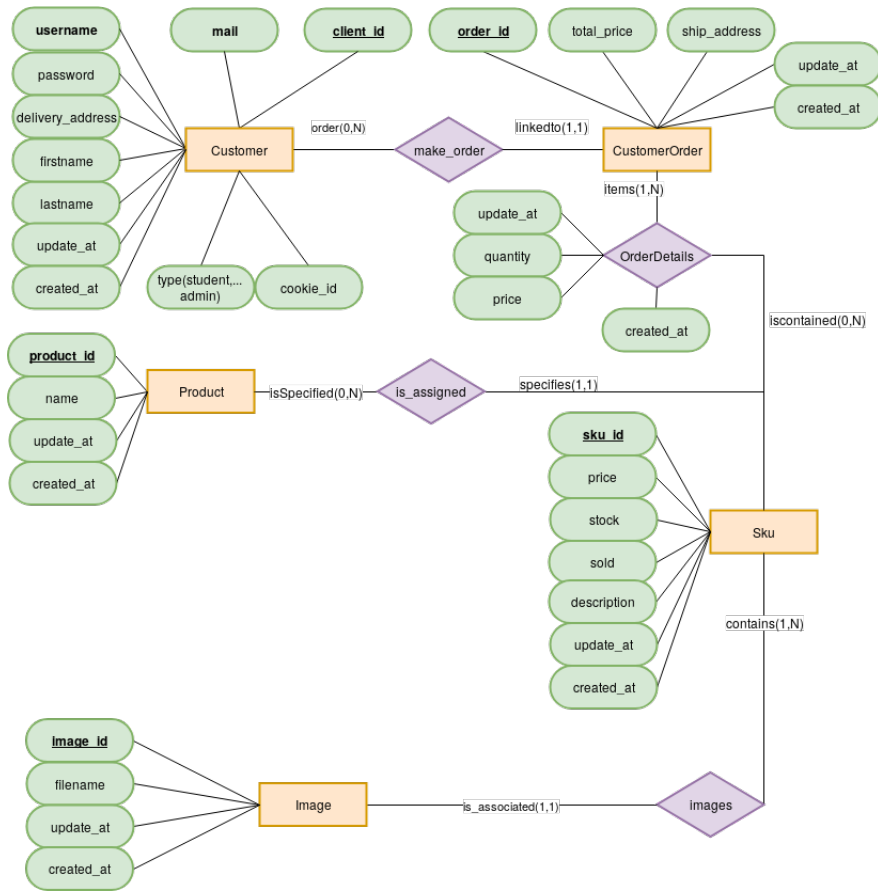 username
mail
client_id
order_id
total_price
ship_address
password
update_at
delivery_address
created_at
order(0,N)
linkedto(1,1)
Customer
make_order
CustomerOrder
firstname
items(1,N)
lastname
update_at
update_at
quantity
OrderDetails
created_at
type(student,...
admin)
cookie_id
price
iscontained(0,N)
created_at
product_id
name
Product
isSpecified(0,N)
is_assigned
specifies(1,1)
update_at
created_at
sku_id
price
stock
Sku
sold
description
contains(1,N)
update_at
created_at
image_id
filename
Image
is_associated(1,1)
images
update_at
created_at